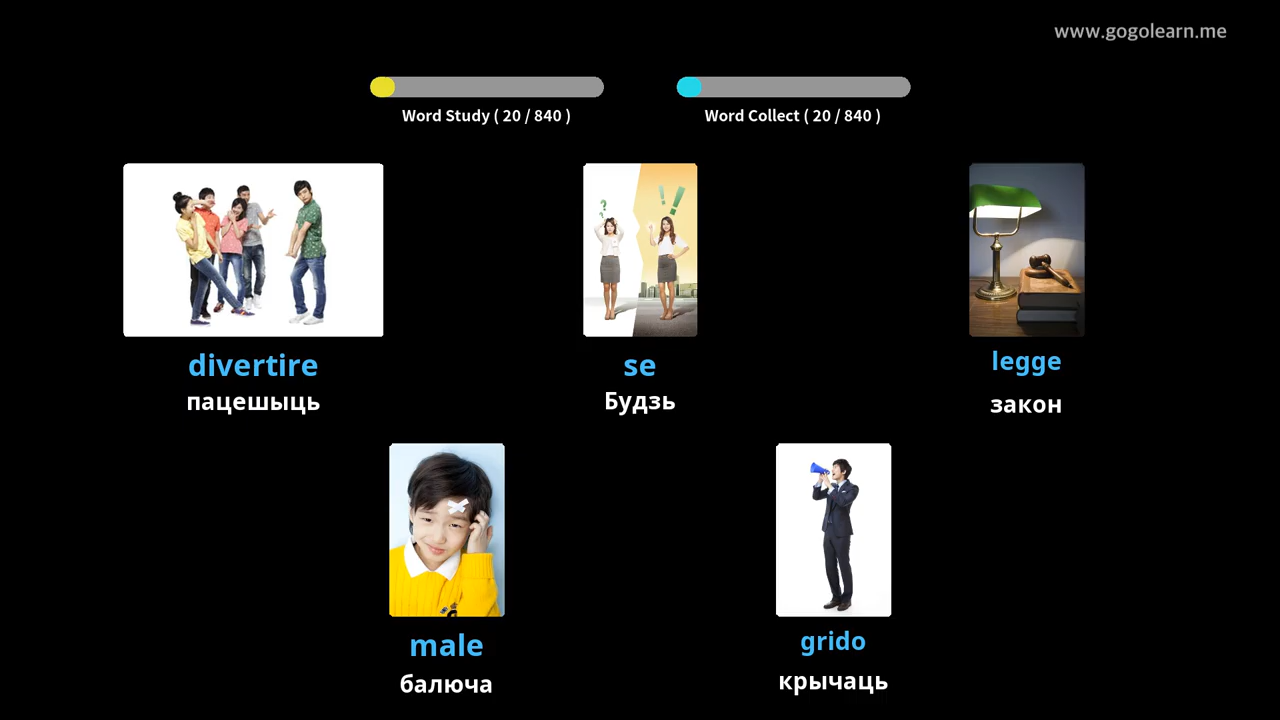 www.gogolearn.me
Word Study ( 20 / 840 )
Word Collect ( 20 / 840 )
divertire
пацешыць
se
Будзь
legge
закон
male
балюча
grido
крычаць